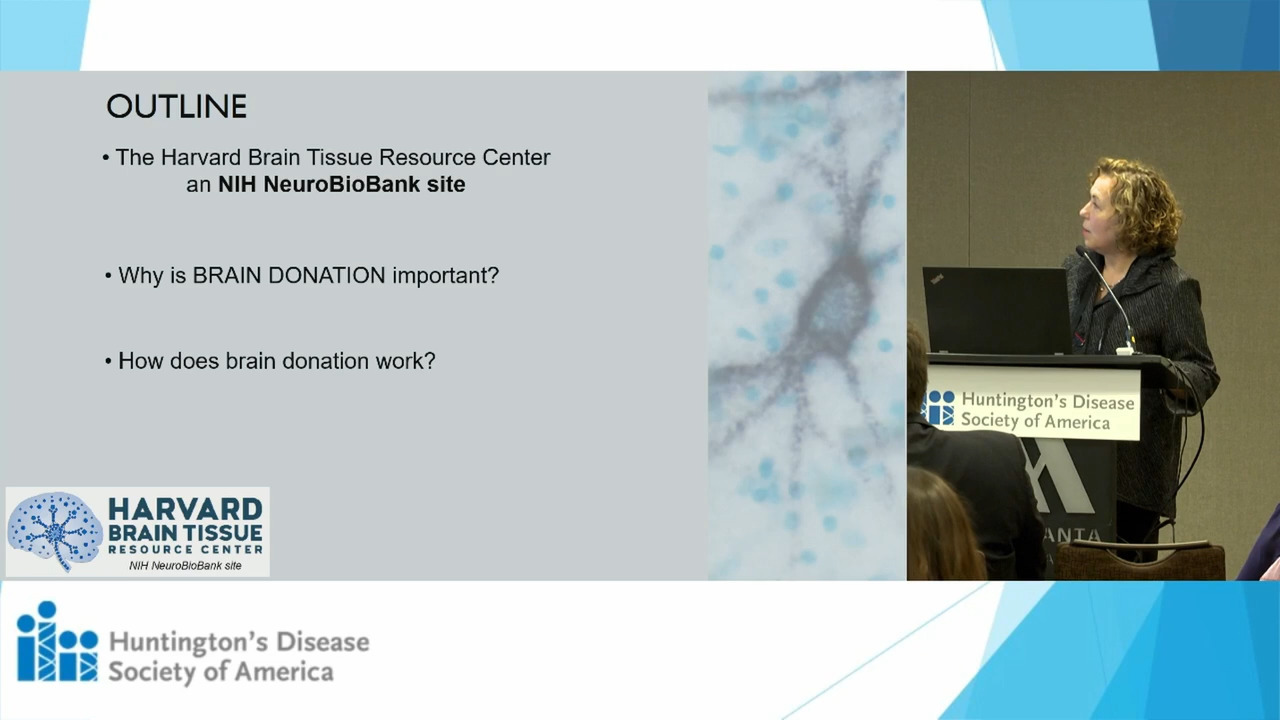 OUTLINE
• The Harvard Brain Tissue Resource Center
an NIH NeuroBioBank site
• Why is BRAIN DONATION important?
• How does brain donation work?
HARVARD
BRAIN TISSUE
RESOURCE CENTER
NIH NeuroBioBank site
Huntington's Disease
Society of America
ANTA
Huntington's Disease
Society of America